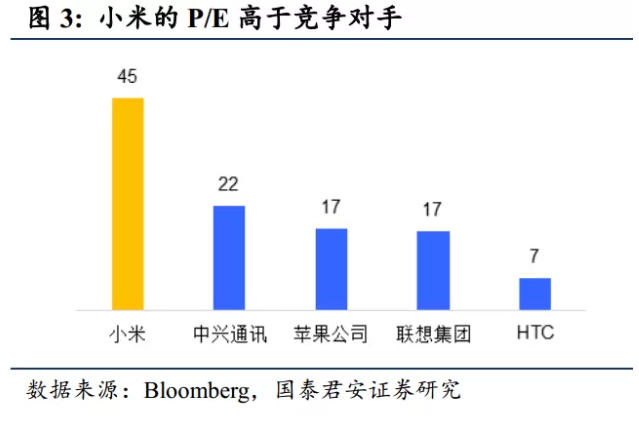 图 3：小米的 P/E 高于竞争对手
45
22
17
17
7
小米
中兴通讯
苹果公司
联想集团
HTC
数据来源：Bloomberg，国泰君安证券研究